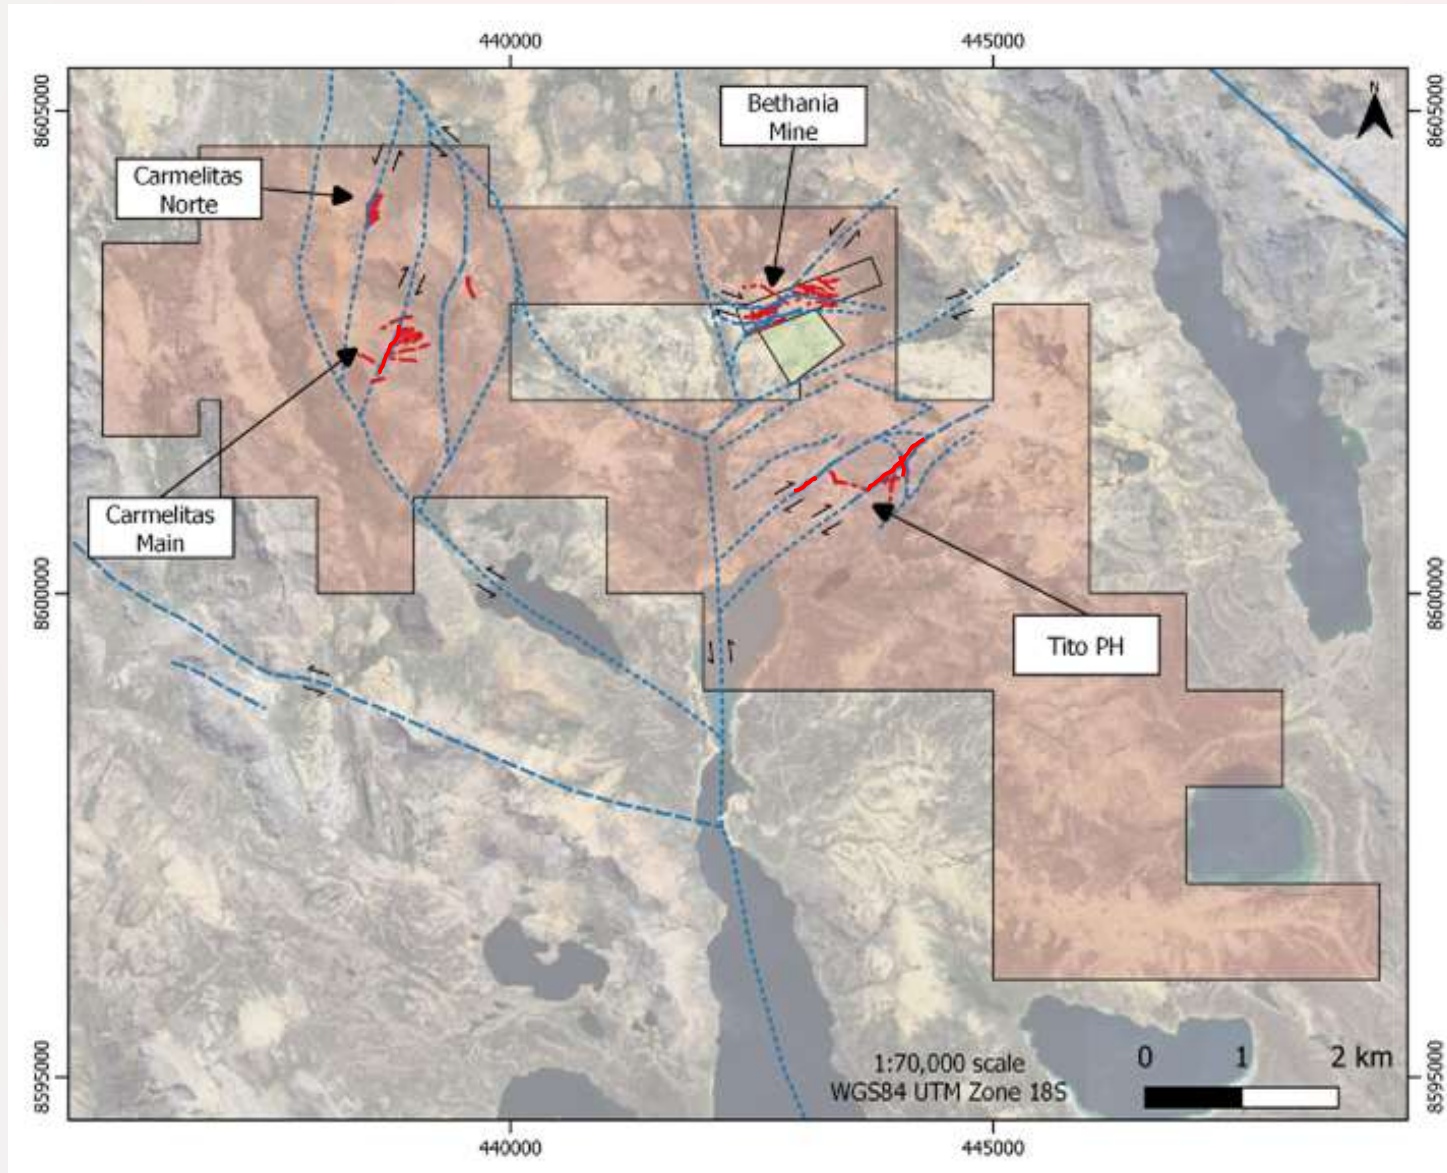 440000
445000
8605000
8605000
N
Bethania
Mine
Carmelitas
Norte
Carmelitas
Main
8600000
8600000
Tito PH
1:70,000 scale
WGS84 UTM Zone 18S
0 1 2 km
8595000
8595000
440000
445000